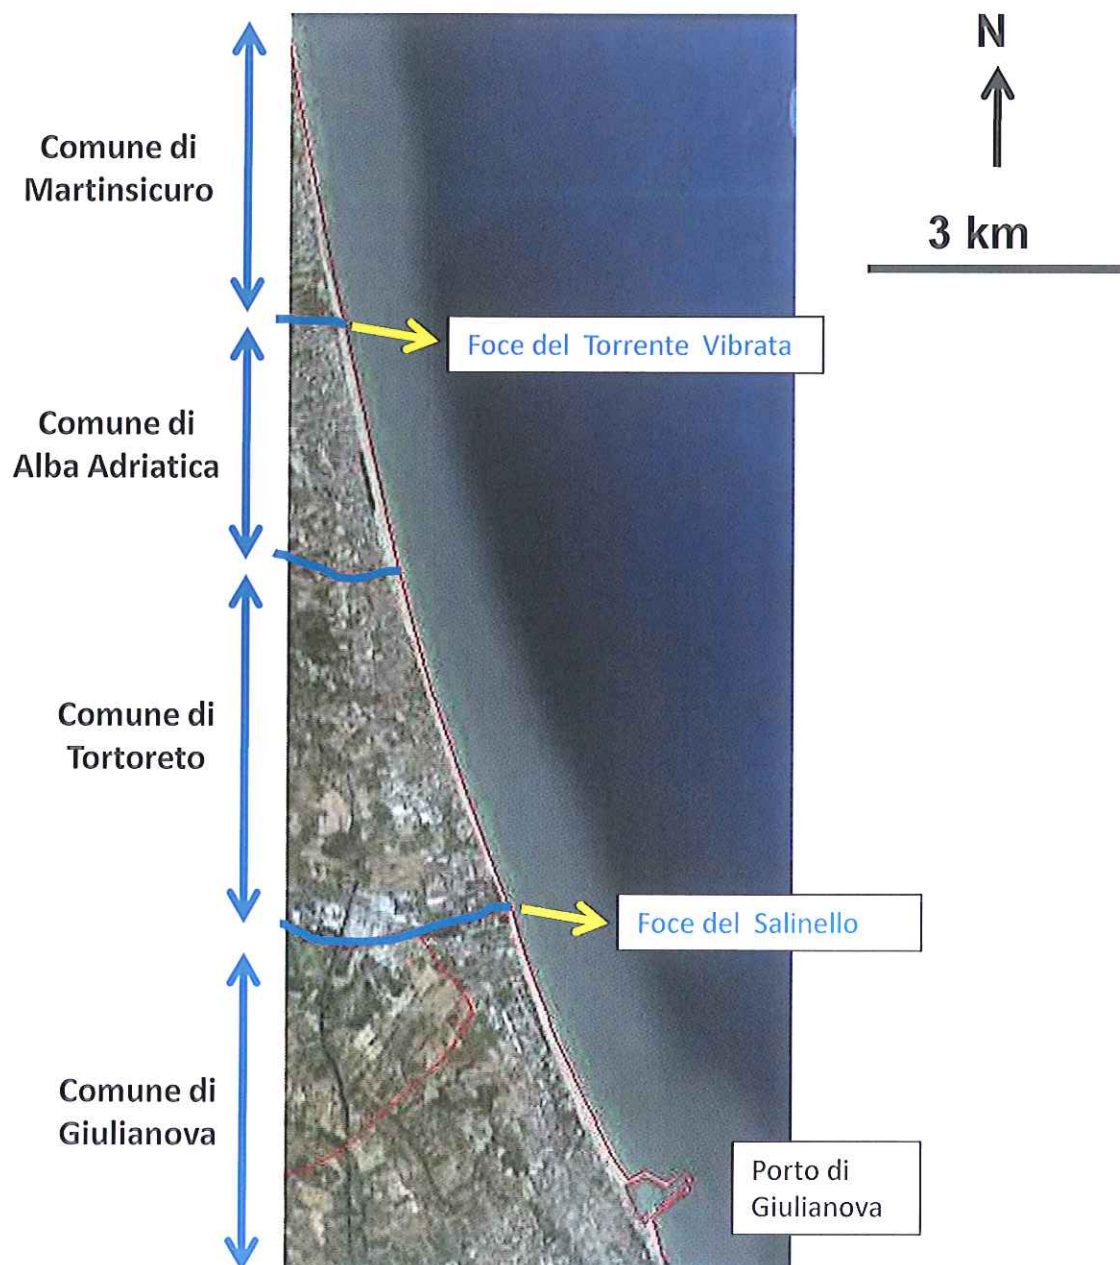 N
3 km
Comune di
Martinsicuro
Foce del Torrente Vibrata
Comune di
Alba Adriatica
Comune di
Tortoreto
Foce del Salinello
Comune di
Giulianova
Porto di
Giulianova